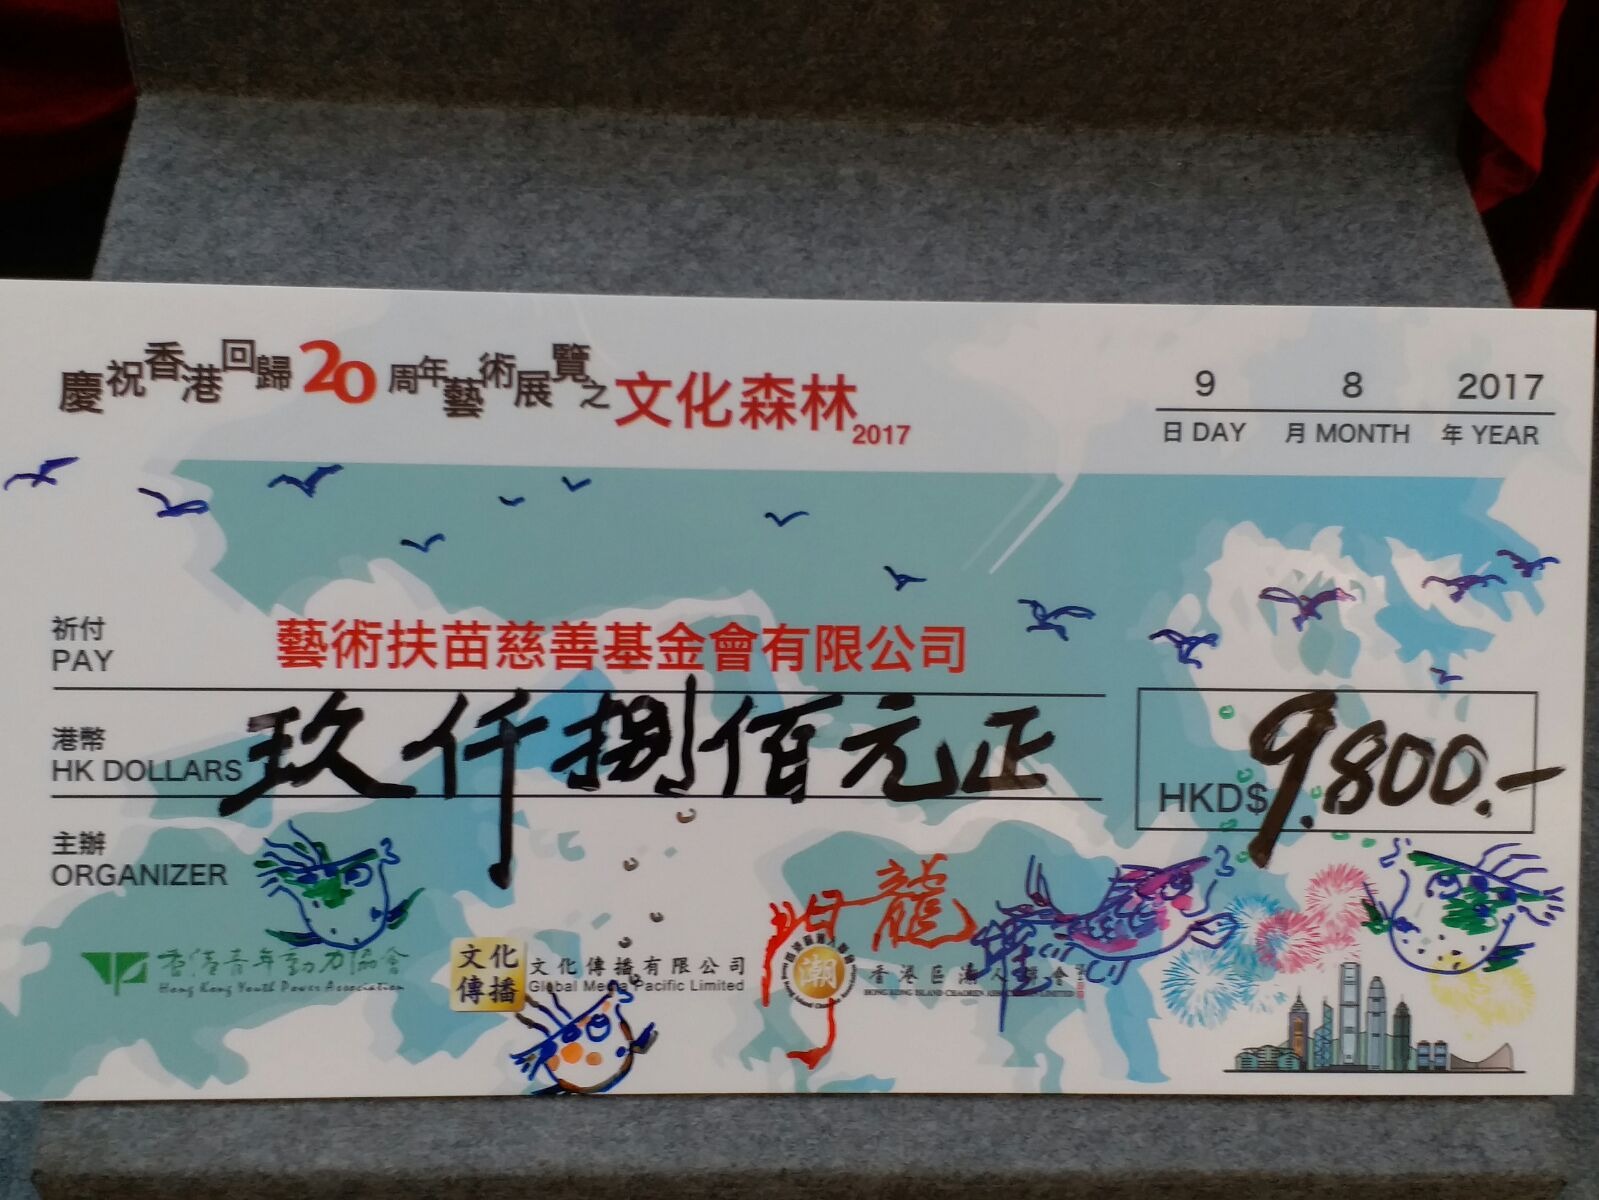 慶祝香港回歸20周年藝術展覽之文化森林2017
9 8 2017
日 DAY 月 MONTH 年 YEAR
祈付
PAY
藝術扶苗慈善基金會有限公司
港幣
HK DOLLARS
玖仟捌佰元正
HKD$ 9.800.-
主辦
ORGANIZER
香港青年動力協會
Hong Kong Youth Power Association
文化
傳播
文化傳播有限公司
Global Media Pacific Limited
潮
龍
香港區潮人聯會